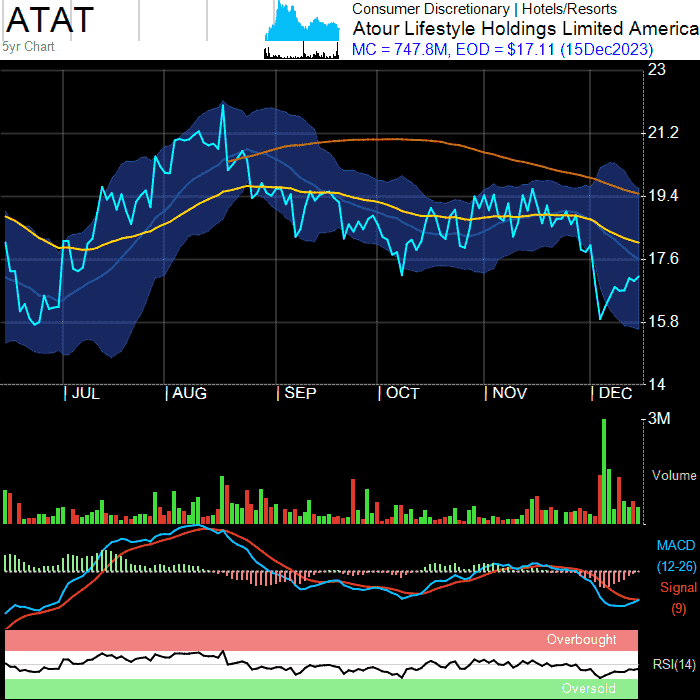 ATAT
5yr Chart
Consumer Discretionary | Hotels/Resorts
Atour Lifestyle Holdings Limited America
MC = 747.8M, EOD = $17.11 (15Dec2023)
23
21.2
19.4
17.6
15.8
14
| JUL | AUG | SEP | OCT | NOV | DEC
3M
Volume
MACD
(12-26)
Signal
(9)
Overbought
RSI(14)
Oversold